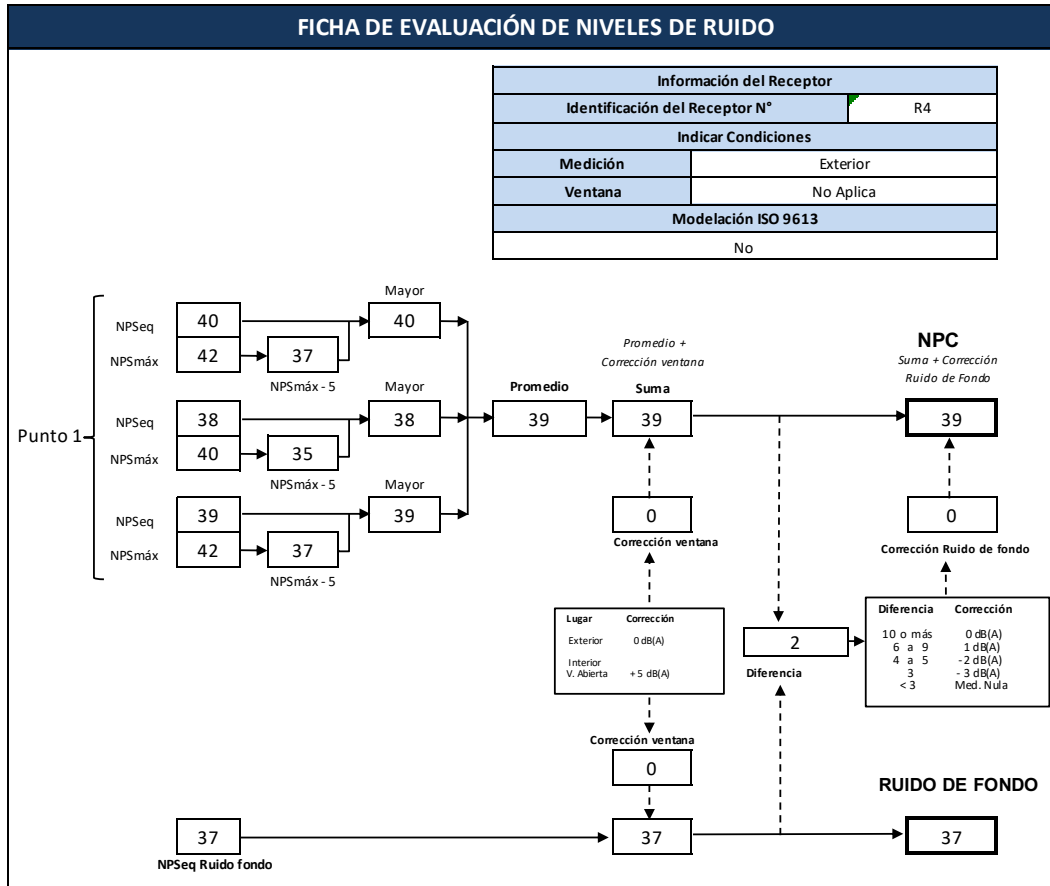 FICHA DE EVALUACIÓN DE NIVELES DE RUIDO
Información del Receptor
Identificación del Receptor N° R4
Indicar Condiciones
Medición Exterior
Ventana No Aplica
Modelación ISO 9613
No
Punto 1
NPSeq 40
NPSmáx 42 37
NPSmáx - 5
Mayor
40
NPSeq 38
NPSmáx 40 35
NPSmáx - 5
Mayor
38
NPSeq 39
NPSmáx 42 37
NPSmáx - 5
Mayor
39
Promedio
39
Promedio +
Corrección ventana
Suma
39
NPC
Suma + Corrección
Ruido de Fondo
39
0
Corrección ventana
0
Corrección Ruido de fondo
Lugar Corrección
Exterior 0 dB(A)
Interior
V. Abierta + 5 dB(A)
2
Diferencia
Diferencia Corrección
10 o más 0 dB(A)
6 a 9 1 dB(A)
4 a 5 -2 dB(A)
3 - 3 dB(A)
< 3 Med. Nula
Corrección ventana
0
RUIDO DE FONDO
37
NPSeq Ruido fondo
37
37